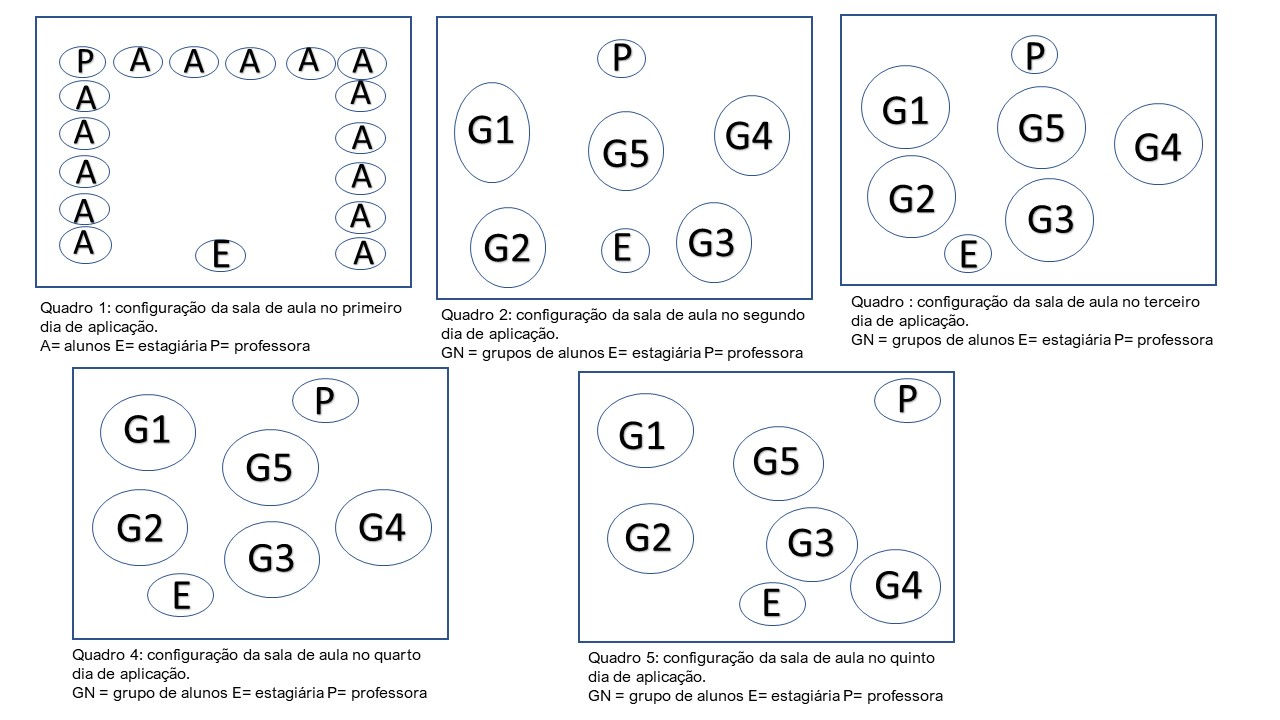 P A A A A A
A A
A A
A A
A A
A A
E
Quadro 1: configuração da sala de aula no primeiro
dia de aplicação.
A= alunos E= estagiária P= professora
P
G1 G5 G4
G2 E G3
Quadro 2: configuração da sala de aula no segundo
dia de aplicação.
GN = grupos de alunos E= estagiária P= professora
P
G1 G5 G4
G2 G3
E
Quadro : configuração da sala de aula no terceiro
dia de aplicação.
GN = grupos de alunos E= estagiária P= professora
P
G1
G5
G2 G4
G3
E
Quadro 4: configuração da sala de aula no quarto
dia de aplicação.
GN = grupo de alunos E= estagiária P= professora
P
G1
G5
G2 G3
G4
E
Quadro 5: configuração da sala de aula no quinto
dia de aplicação.
GN = grupo de alunos E= estagiária P= professora